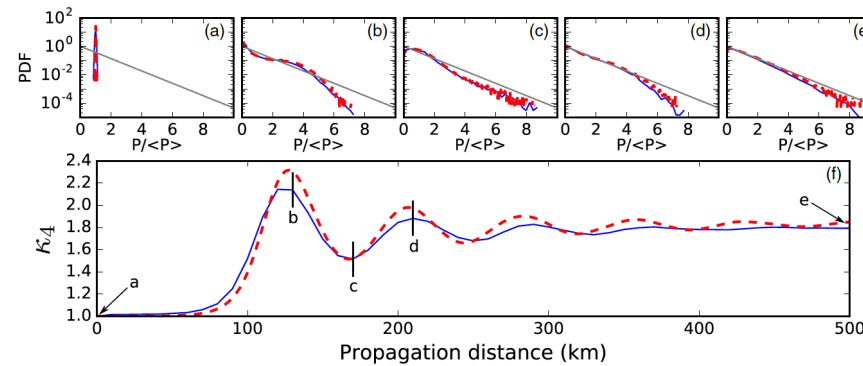 (a) (b) (c) (d) (e
PDF
10^2
10^0
10^-2
10^-4
0 2 4 6 8 0 2 4 6 8 0 2 4 6 8 0 2 4 6 8 0 2 4 6 8
P/<P> P/<P> P/<P> P/<P> P/<P>
2.4
2.2
2.0
1.8
1.6
1.4
1.2
1.0
κ4
(f)
a
b
c
d
e
0 100 200 300 400 500
Propagation distance (km)